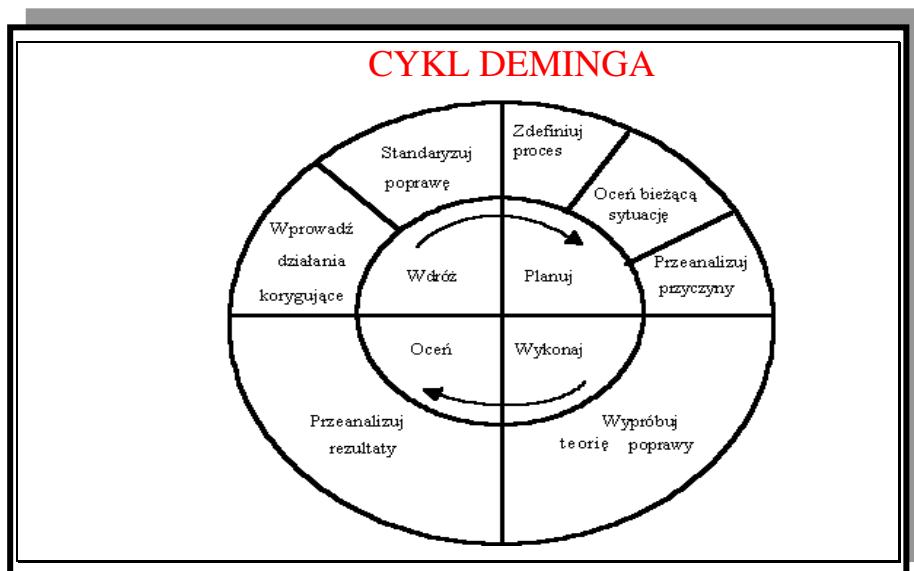 CYKL DEMINGA
Standaryzuj
poprawę
Zdefiniuj
proces
Oceń bieżącą
sytuację
Przeanalizuj
przyczyny
Wprowadź
działania
korygujące
Wdróż
Planuj
Oceń
Wykonaj
Przeanalizuj
rezultaty
Wypróbuj
teorię poprawy